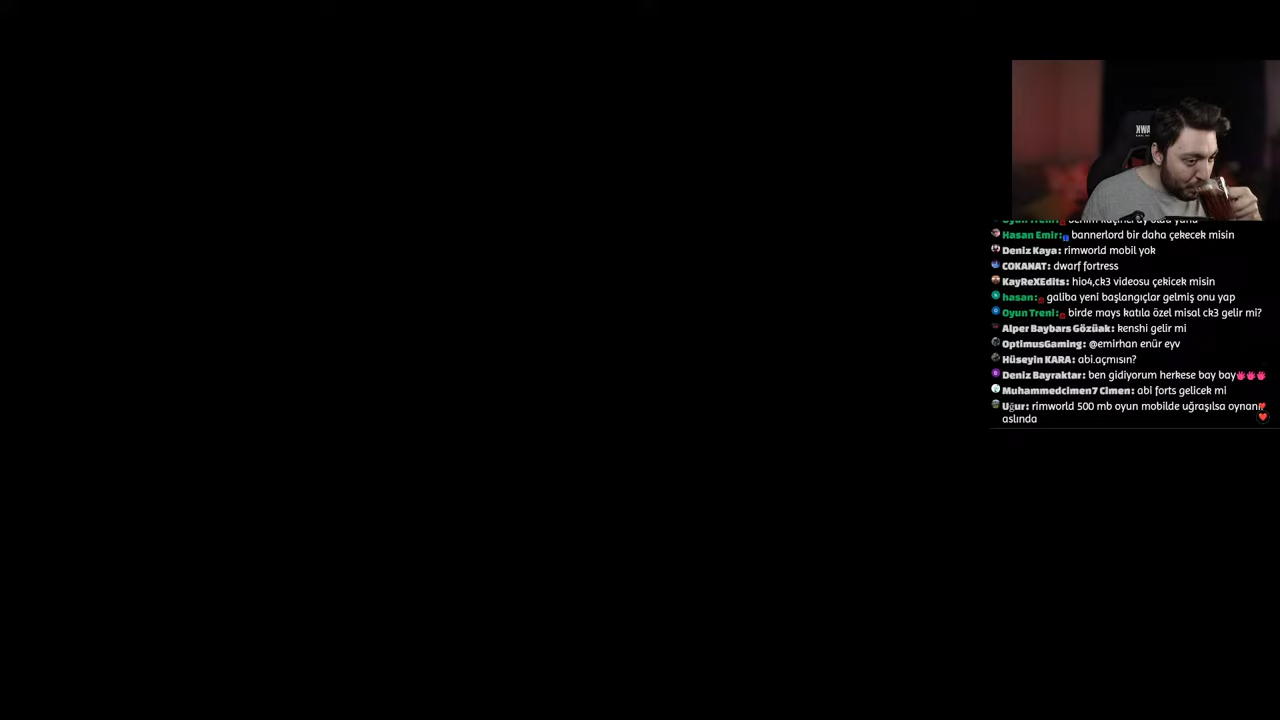 Hasan Emir: bannerlord bir daha çekecek misin
Deniz Kaya: rimworld mobil yok
COKANAT: dwarf fortress
KayReXEdits: hio4,ck3 videosu çekicek misin
hasan: galiba yeni başlangıçlar gelmiş onu yap
Oyun Treni: birde mays katıla özel misal ck3 gelir mi?
Alper Baybars Gözüak: kenshi gelir mi
OptimusGaming: @emirhan enür eyv
Hüseyin KARA: abi.açmısın?
Deniz Bayraktar: ben gidiyorum herkese bay bay
Muhammedcimen7 Cimen: abi forts gelicek mi
Uğur: rimworld 500 mb oyun mobilde uğraşılsa oynanır
aslında